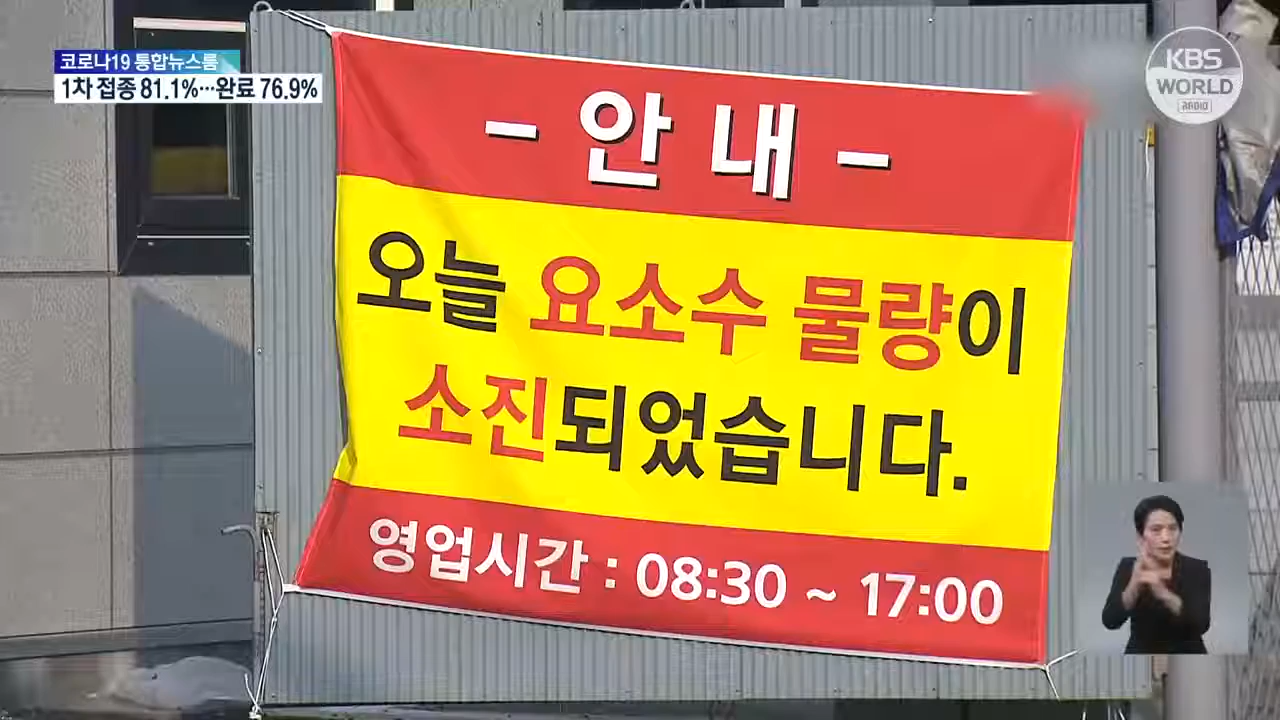 코로나19 통합뉴스룸
1차 접종 81.1%···완료 76.9%
KBS
WORLD
RADIO
- 안 내 -
오늘 요소수 물량이
소진되었습니다.
영업시간 : 08:30 ~ 17:00